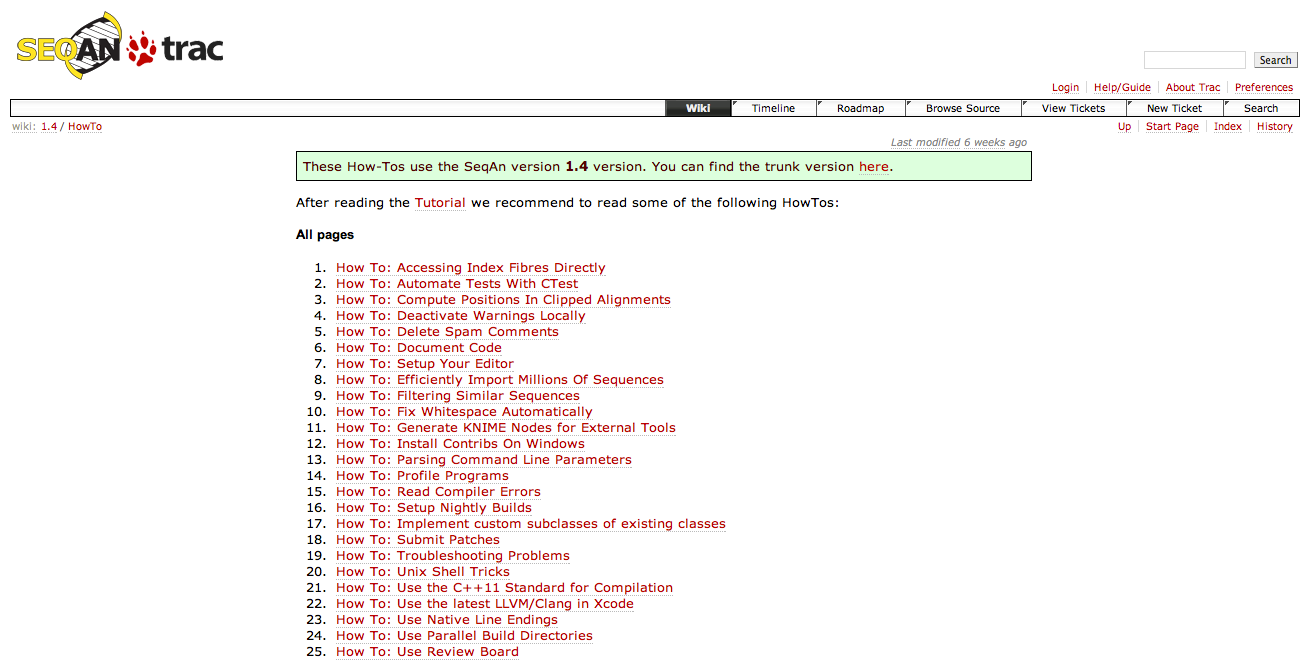 SEQAN trac
Search
Login Help/Guide About Trac Preferences
Wiki Timeline Roadmap Browse Source View Tickets New Ticket Search
wiki: 1.4 / HowTo
Up Start Page Index History
Last modified 6 weeks ago
These How-Tos use the SeqAn version 1.4 version. You can find the trunk version here.
After reading the Tutorial we recommend to read some of the following HowTos:
All pages
1. How To: Accessing Index Fibres Directly
2. How To: Automate Tests With CTest
3. How To: Compute Positions In Clipped Alignments
4. How To: Deactivate Warnings Locally
5. How To: Delete Spam Comments
6. How To: Document Code
7. How To: Setup Your Editor
8. How To: Efficiently Import Millions Of Sequences
9. How To: Filtering Similar Sequences
10. How To: Fix Whitespace Automatically
11. How To: Generate KNIME Nodes for External Tools
12. How To: Install Contribs On Windows
13. How To: Parsing Command Line Parameters
14. How To: Profile Programs
15. How To: Read Compiler Errors
16. How To: Setup Nightly Builds
17. How To: Implement custom subclasses of existing classes
18. How To: Submit Patches
19. How To: Troubleshooting Problems
20. How To: Unix Shell Tricks
21. How To: Use the C++11 Standard for Compilation
22. How To: Use the latest LLVM/Clang in Xcode
23. How To: Use Native Line Endings
24. How To: Use Parallel Build Directories
25. How To: Use Review Board